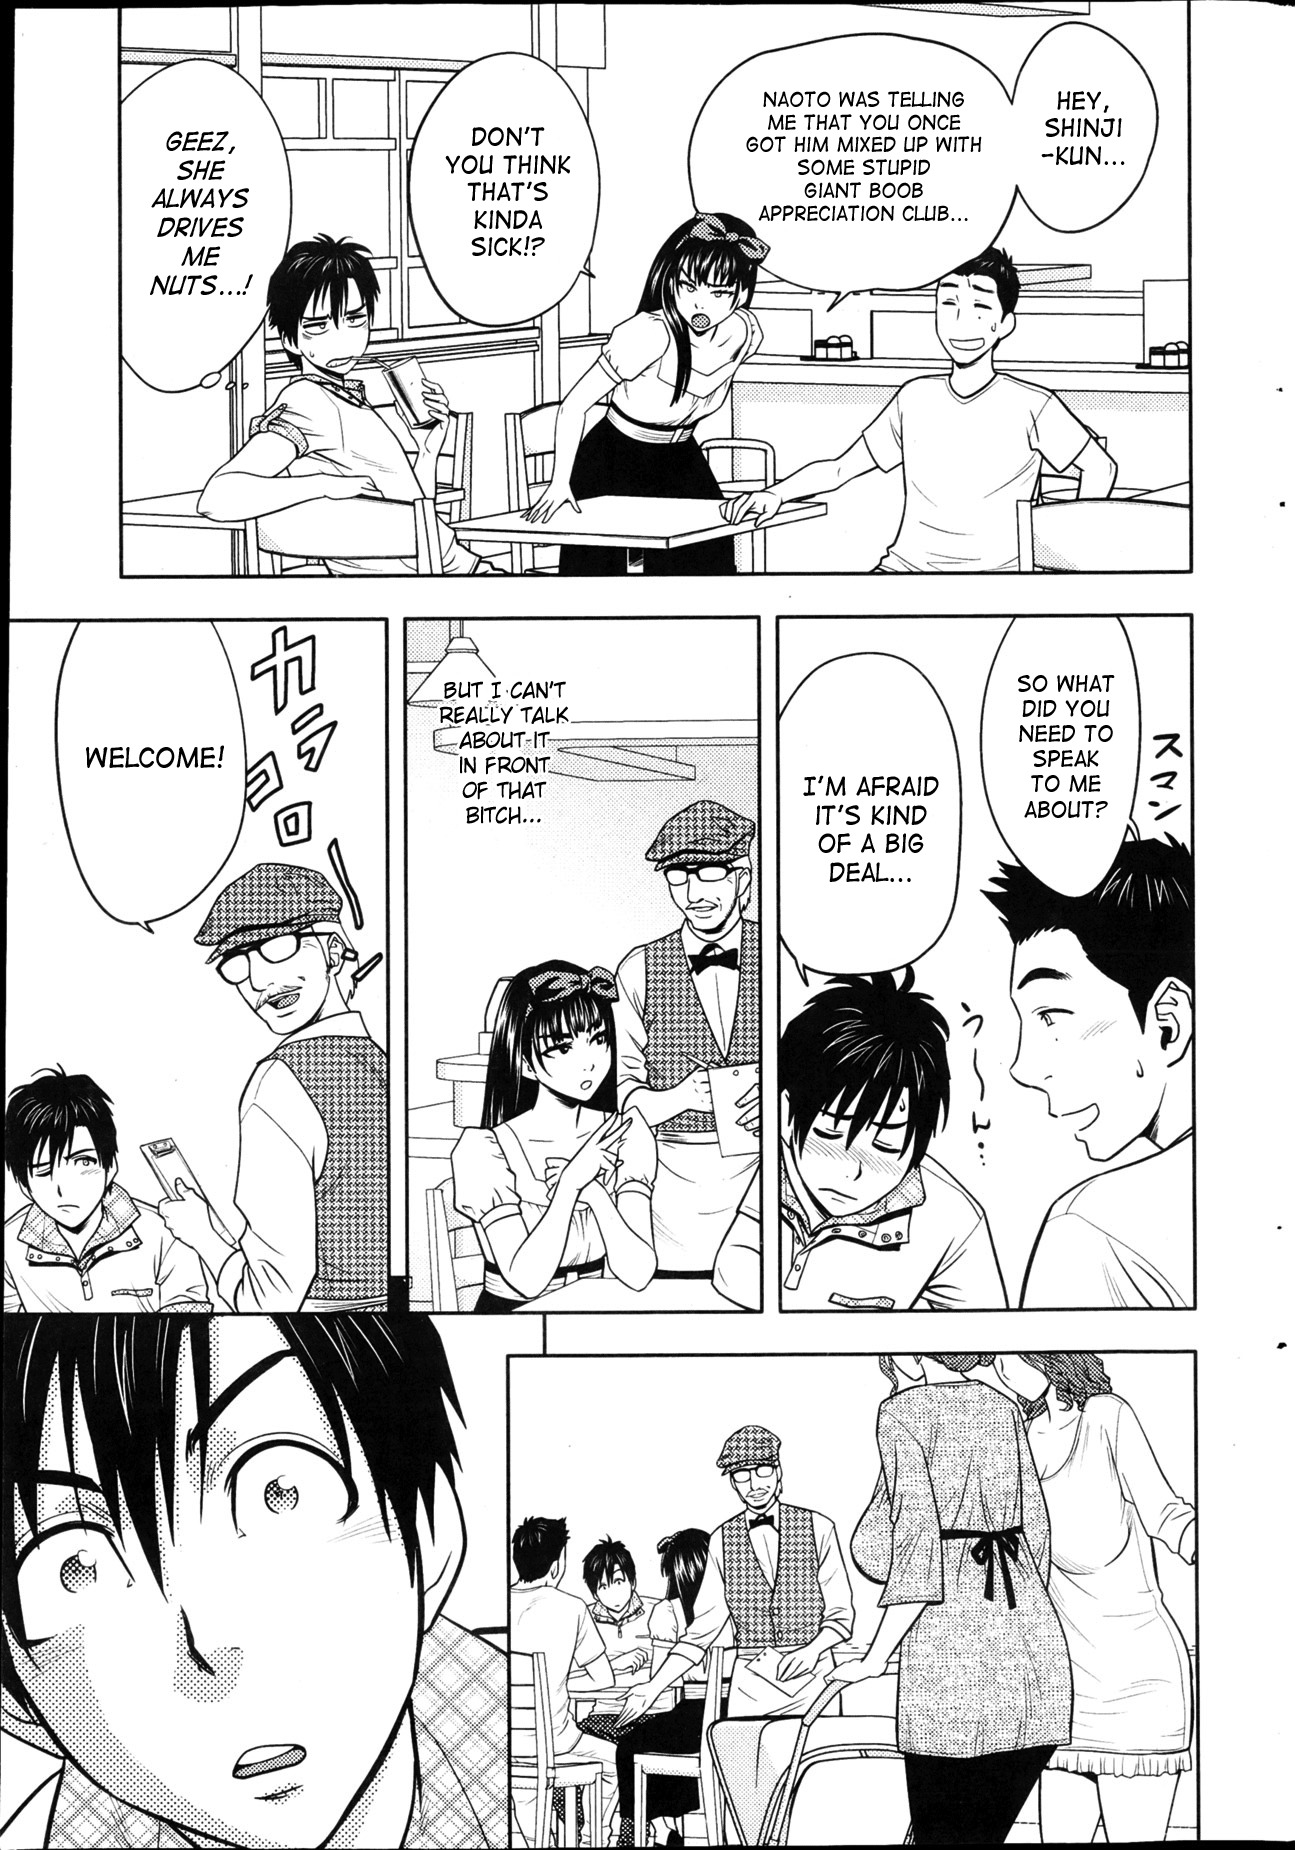 HEY,
SHINJI
-KUN...
NAOTO WAS TELLING
ME THAT YOU ONCE
GOT HIM MIXED UP WITH
SOME STUPID
GIANT BOOB
APPRECIATION CLUB...
DON'T
YOU THINK
THAT'S
KINDA
SICK!?
GEEZ,
SHE
ALWAYS
DRIVES
ME
NUTS...!
SO WHAT
DID YOU
NEED TO
SPEAK
TO ME
ABOUT?
スマン
I'M AFRAID
IT'S KIND
OF A BIG
DEAL...
う〜ん…
BUT I CAN'T
REALLY TALK
ABOUT IT
IN FRONT
OF THAT
BITCH...
カラ
コロー
WELCOME!